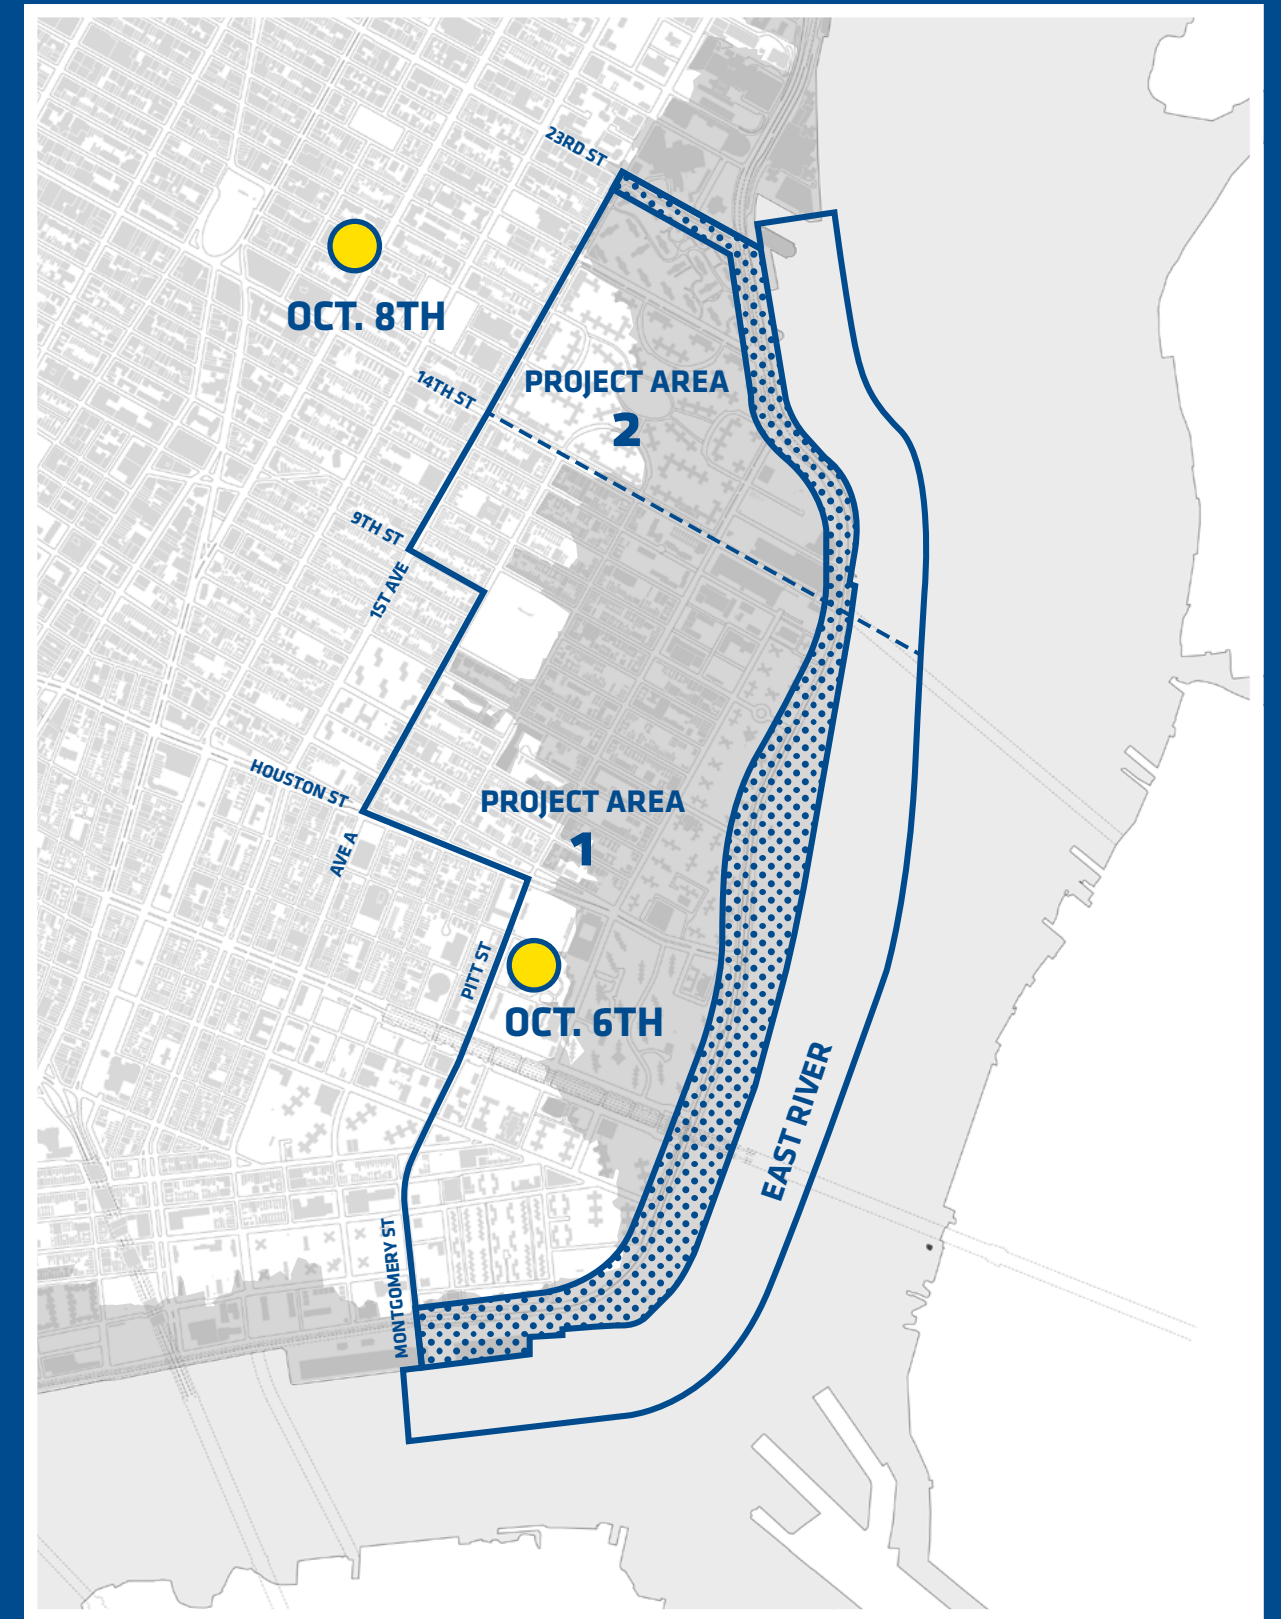 23RD ST
OCT. 8TH
14TH ST
PROJECT AREA
2
9TH ST
1ST AVE
HOUSTON ST
PROJECT AREA
1
AVE A
PITT ST
OCT. 6TH
EAST RIVER
MONTGOMERY ST